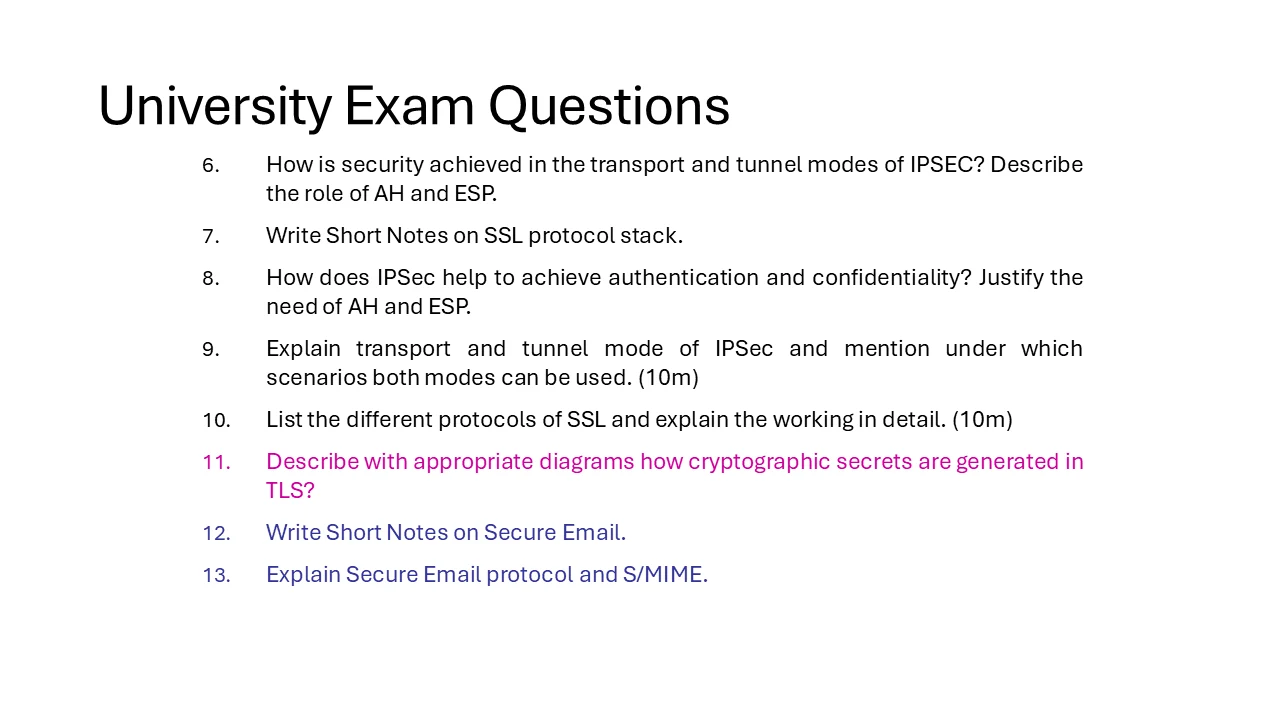 University Exam Questions
6. How is security achieved in the transport and tunnel modes of IPSEC? Describe
the role of AH and ESP.
7. Write Short Notes on SSL protocol stack.
8. How does IPSec help to achieve authentication and confidentiality? Justify the
need of AH and ESP.
9. Explain transport and tunnel mode of IPSec and mention under which
scenarios both modes can be used. (10m)
10. List the different protocols of SSL and explain the working in detail. (10m)
11. Describe with appropriate diagrams how cryptographic secrets are generated in
TLS?
12. Write Short Notes on Secure Email.
13. Explain Secure Email protocol and S/MIME.